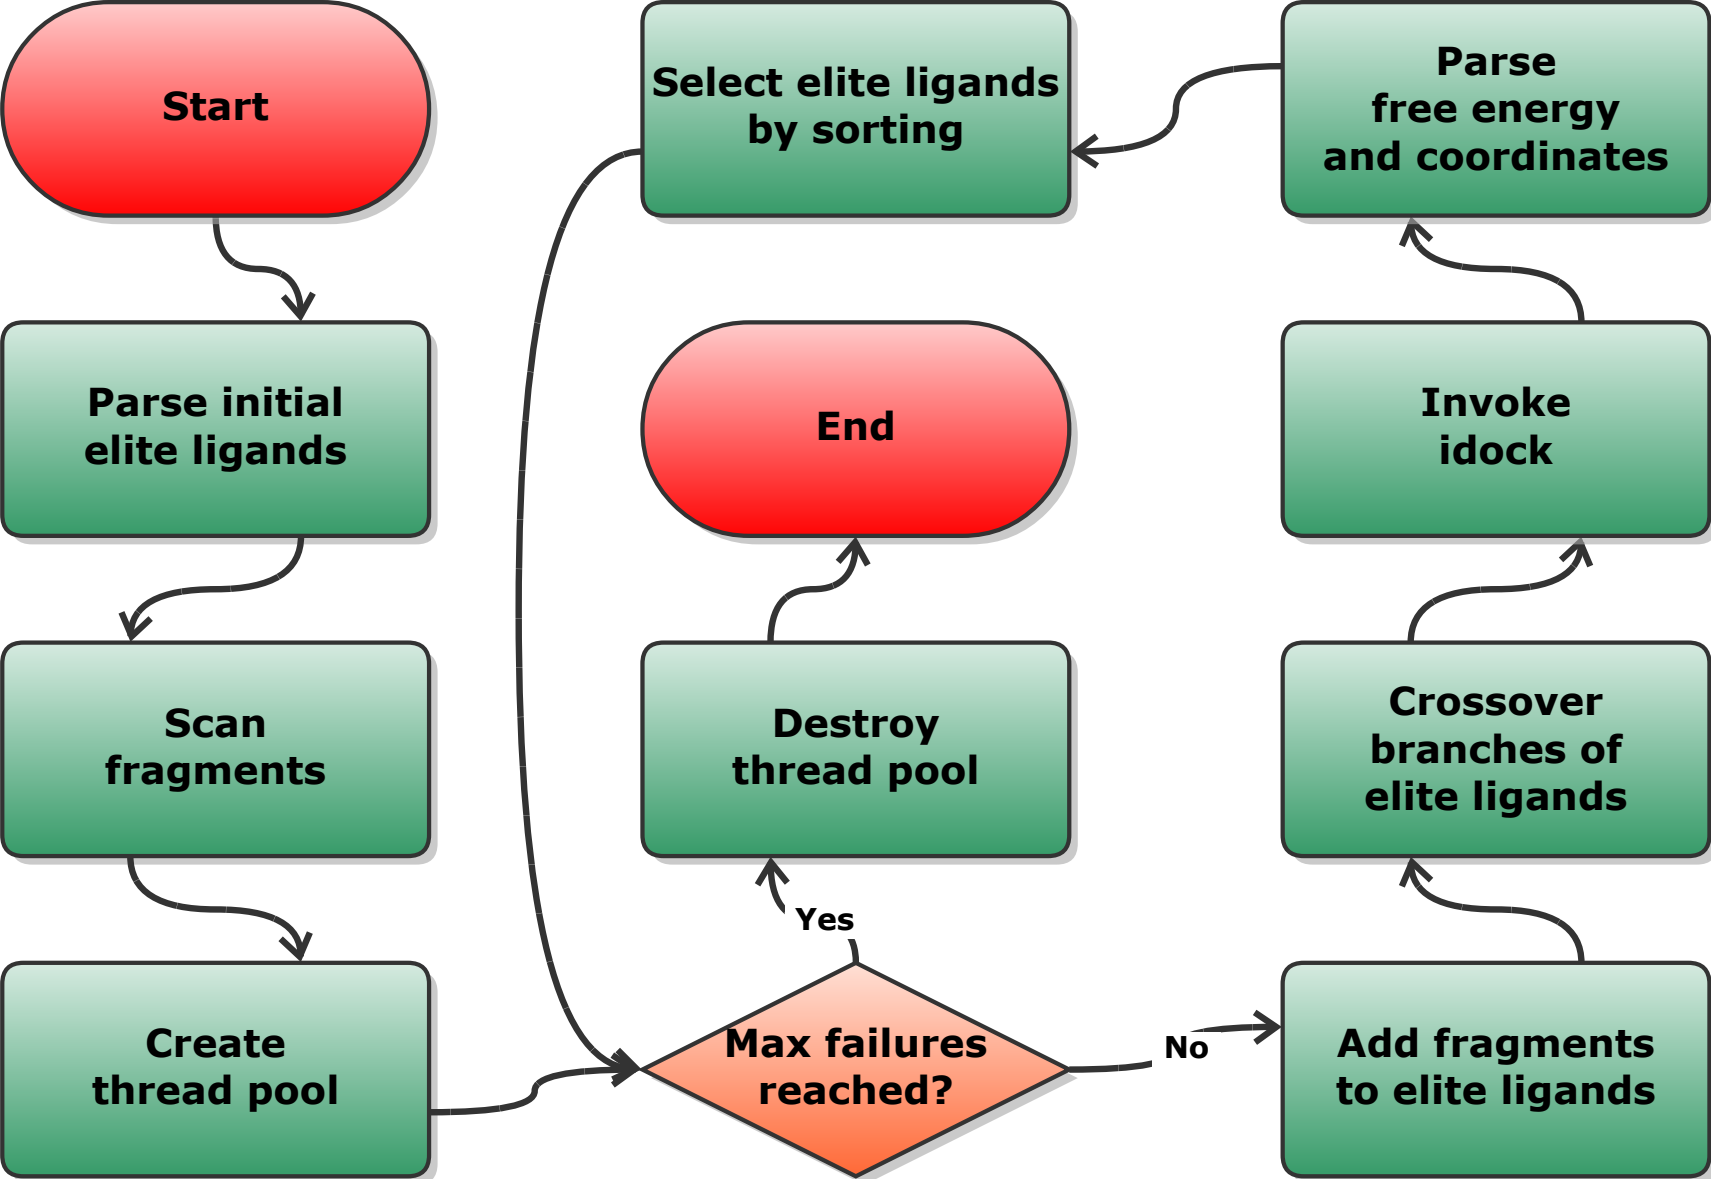 Start
Parse initial
elite ligands
Scan
fragments
Create
thread pool
Max failures
reached?
Yes
Destroy
thread pool
End
No
Add fragments
to elite ligands
Crossover
branches of
elite ligands
Invoke
idock
Parse
free energy
and coordinates
Select elite ligands
by sorting